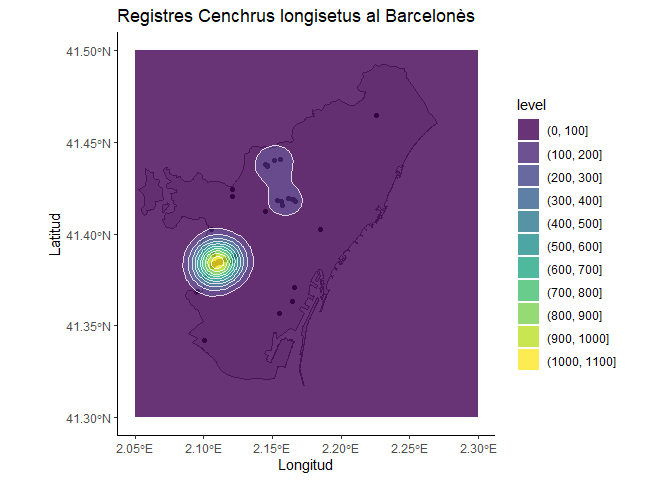 Registres Cenchrus longisetus al Barcelonès
41.50°N
41.45°N
41.40°N
41.35°N
41.30°N
Latitud
2.05°E 2.10°E 2.15°E 2.20°E 2.25°E 2.30°E
Longitud
level
(0, 100]
(100, 200]
(200, 300]
(300, 400]
(400, 500]
(500, 600]
(600, 700]
(700, 800]
(800, 900]
(900, 1000]
(1000, 1100]